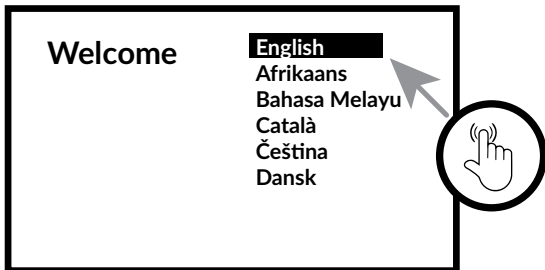 Welcome
English
Afrikaans
Bahasa Melayu
Català
Čeština
Dansk